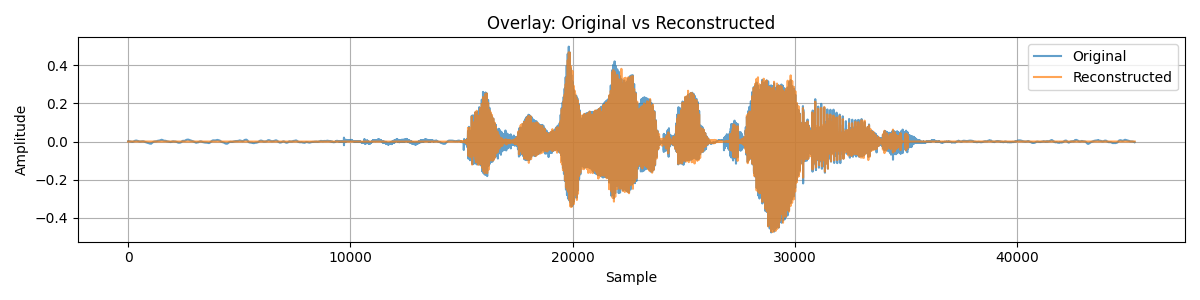 Overlay: Original vs Reconstructed
Original
Reconstructed
Amplitude
0.4
0.2
0.0
−0.2
−0.4
0 10000 20000 30000 40000
Sample